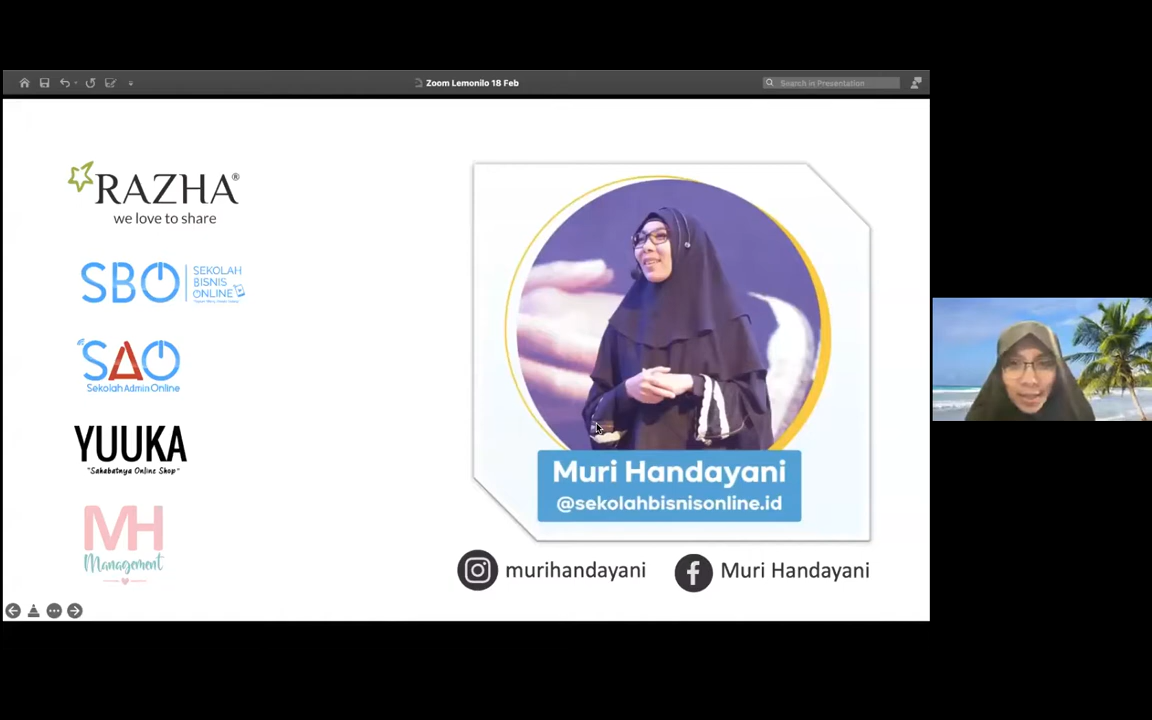 Zoom Lemonilo 18 Feb
Search in Presentation
RAZHA®
we love to share
SBO
SEKOLAH
BISNIS
ONLINE
SAO
Sekolah Admin Online
YUUKA
"Sahabatnya Online Shop"
MH
Management
Muri Handayani
@sekolahbisnisonline.id
murihandayani
Muri Handayani